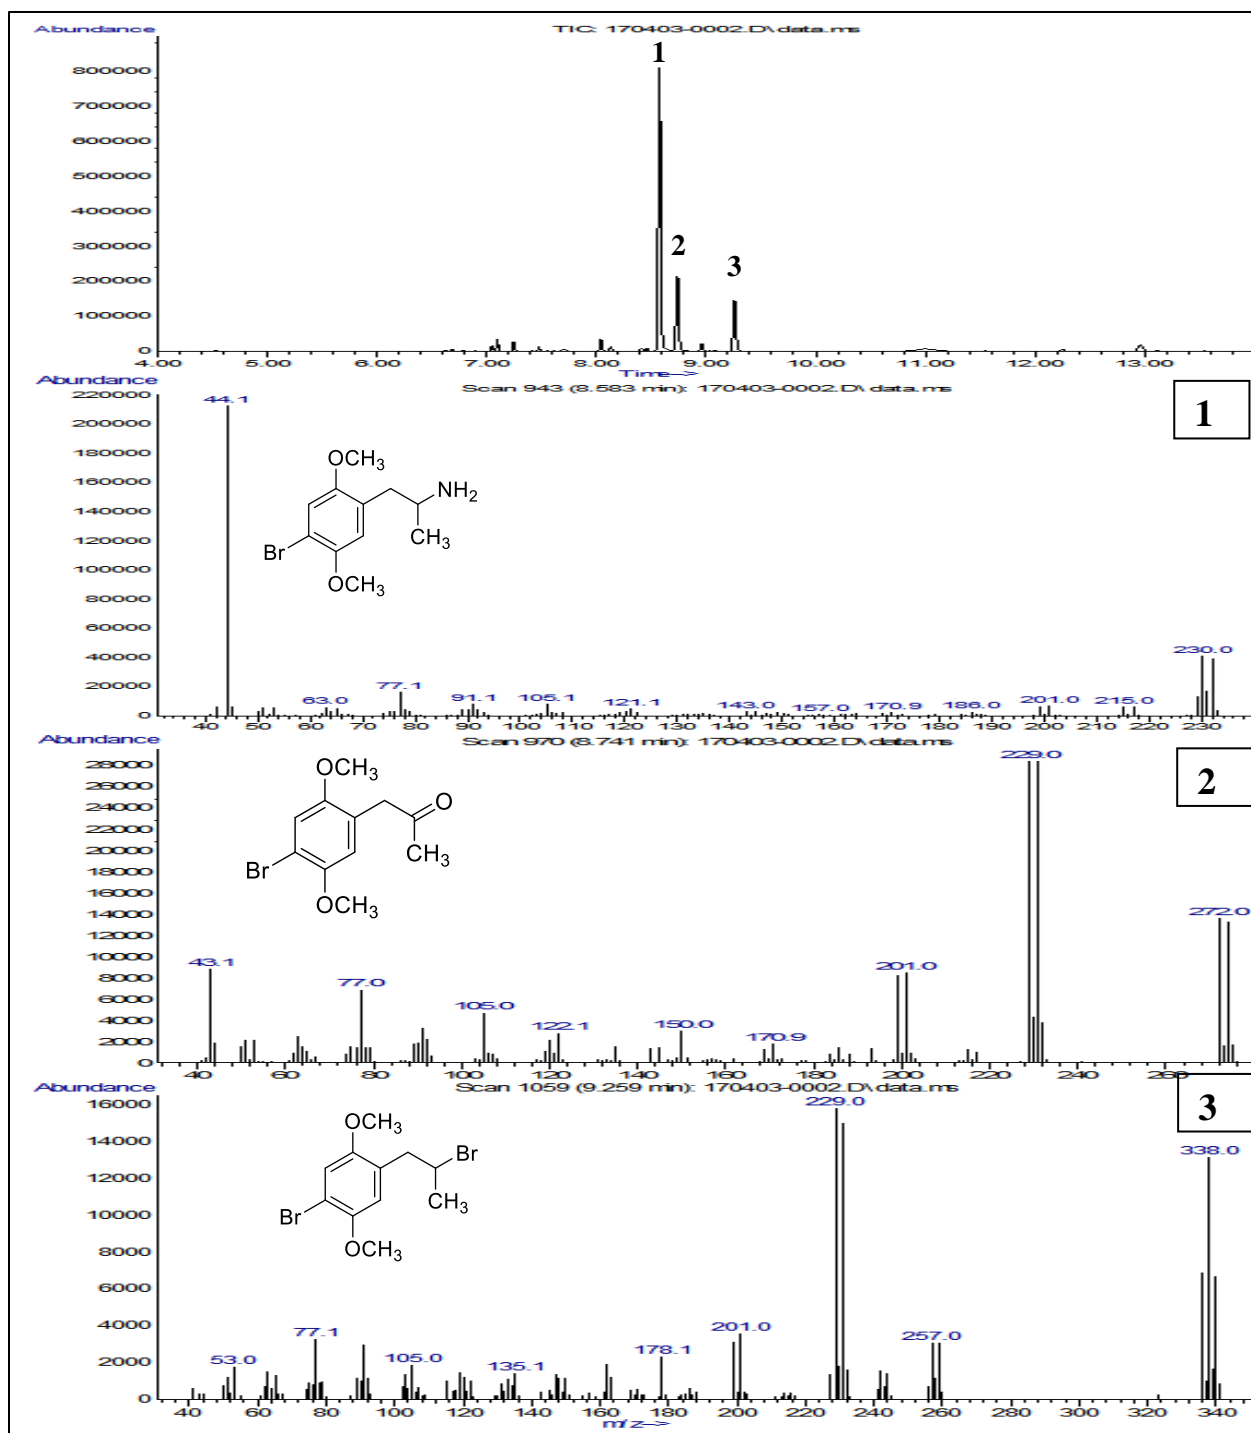 Abundance
TIC: 170403-0002.D\data.ms
1
800000
700000
600000
500000
400000
300000
200000
100000
0
2
3
4.00 5.00 6.00 7.00 8.00 9.00 10.00 11.00 12.00 13.00
Time-->
Abundance
Scan 943 (8.583 min): 170403-0002.D\data.ms
1
220000
200000
180000
160000
140000
120000
100000
80000
60000
40000
20000
0
44.1
63.0
77.1
91.1
105.1
121.1
143.0
157.0
170.9
186.0
201.0
215.0
230.0
OCH3
NH2
CH3
Br
OCH3
40 50 60 70 80 90 100 110 120 130 140 150 160 170 180 190 200 210 220 230
Abundance
Scan 970 (8.741 min): 170403-0002.D\data.ms
2
28000
26000
24000
22000
20000
18000
16000
14000
12000
10000
8000
6000
4000
2000
0
43.1
77.0
105.0
122.1
150.0
170.9
201.0
229.0
272.0
OCH3
O
CH3
Br
OCH3
40 60 80 100 120 140 160 180 200 220 240 260
Abundance
Scan 1059 (9.259 min): 170403-0002.D\data.ms
3
16000
14000
12000
10000
8000
6000
4000
2000
0
53.0
77.1
105.0
135.1
178.1
201.0
229.0
257.0
338.0
OCH3
Br
CH3
Br
OCH3
40 60 80 100 120 140 160 180 200 220 240 260 280 300 320 340
m/z-->